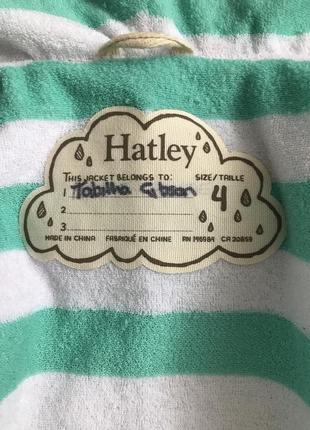 Hatley
THIS JACKET BELONGS TO: SIZE/TAILLE
1 Tabitha Gibson 4
2.
3.
MADE IN CHINA FABRIQUÉ EN CHINE RN 146984 CA 20859